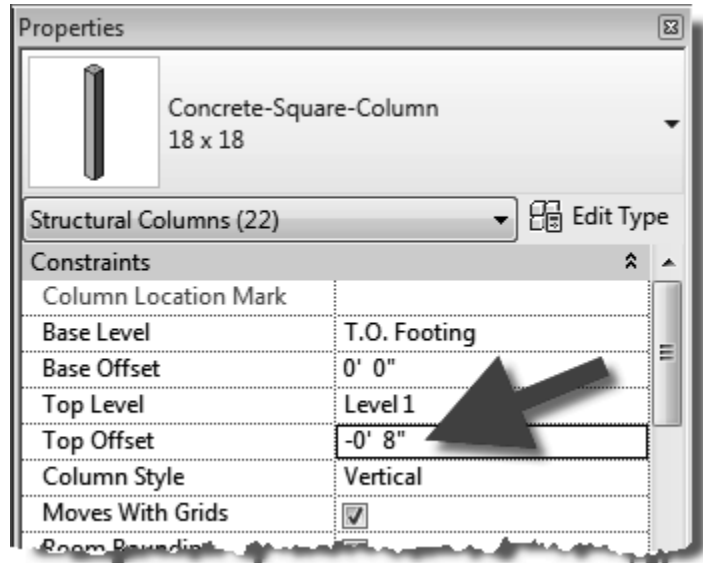 Properties
Concrete-Square-Column
18 x 18
Structural Columns (22) Edit Type
Constraints
Column Location Mark
Base Level T.O. Footing
Base Offset 0' 0"
Top Level Level 1
Top Offset -0' 8"
Column Style Vertical
Moves With Grids